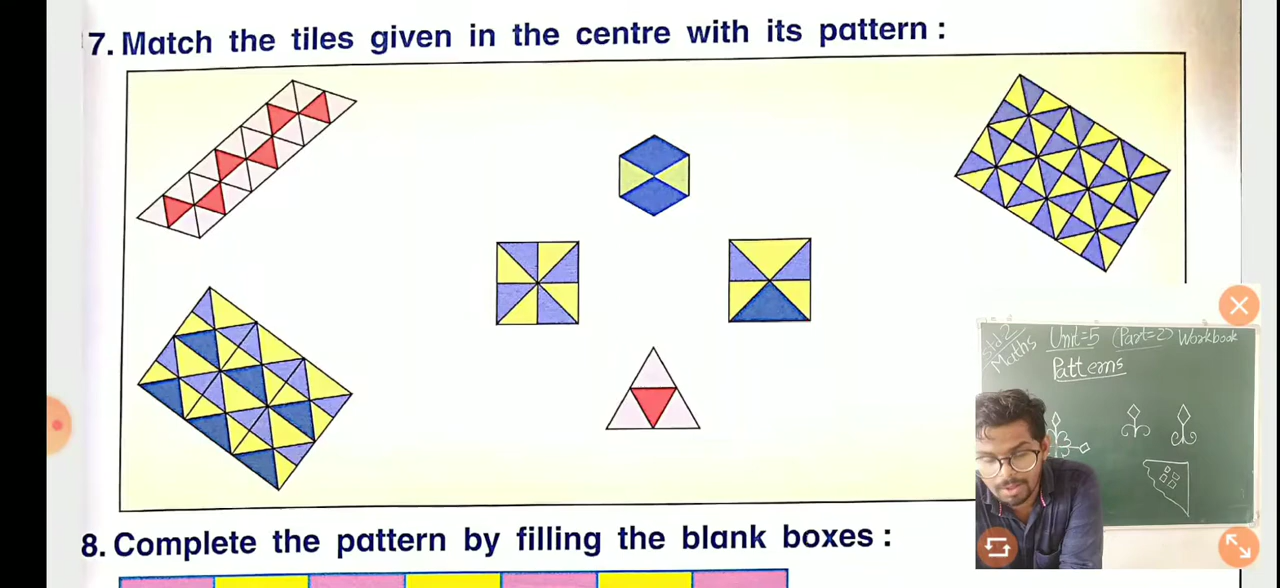 7. Match the tiles given in the centre with its pattern :
Std 2
Maths
Unit=5 (Part=2) Workbook
Patterns
8. Complete the pattern by filling the blank boxes :